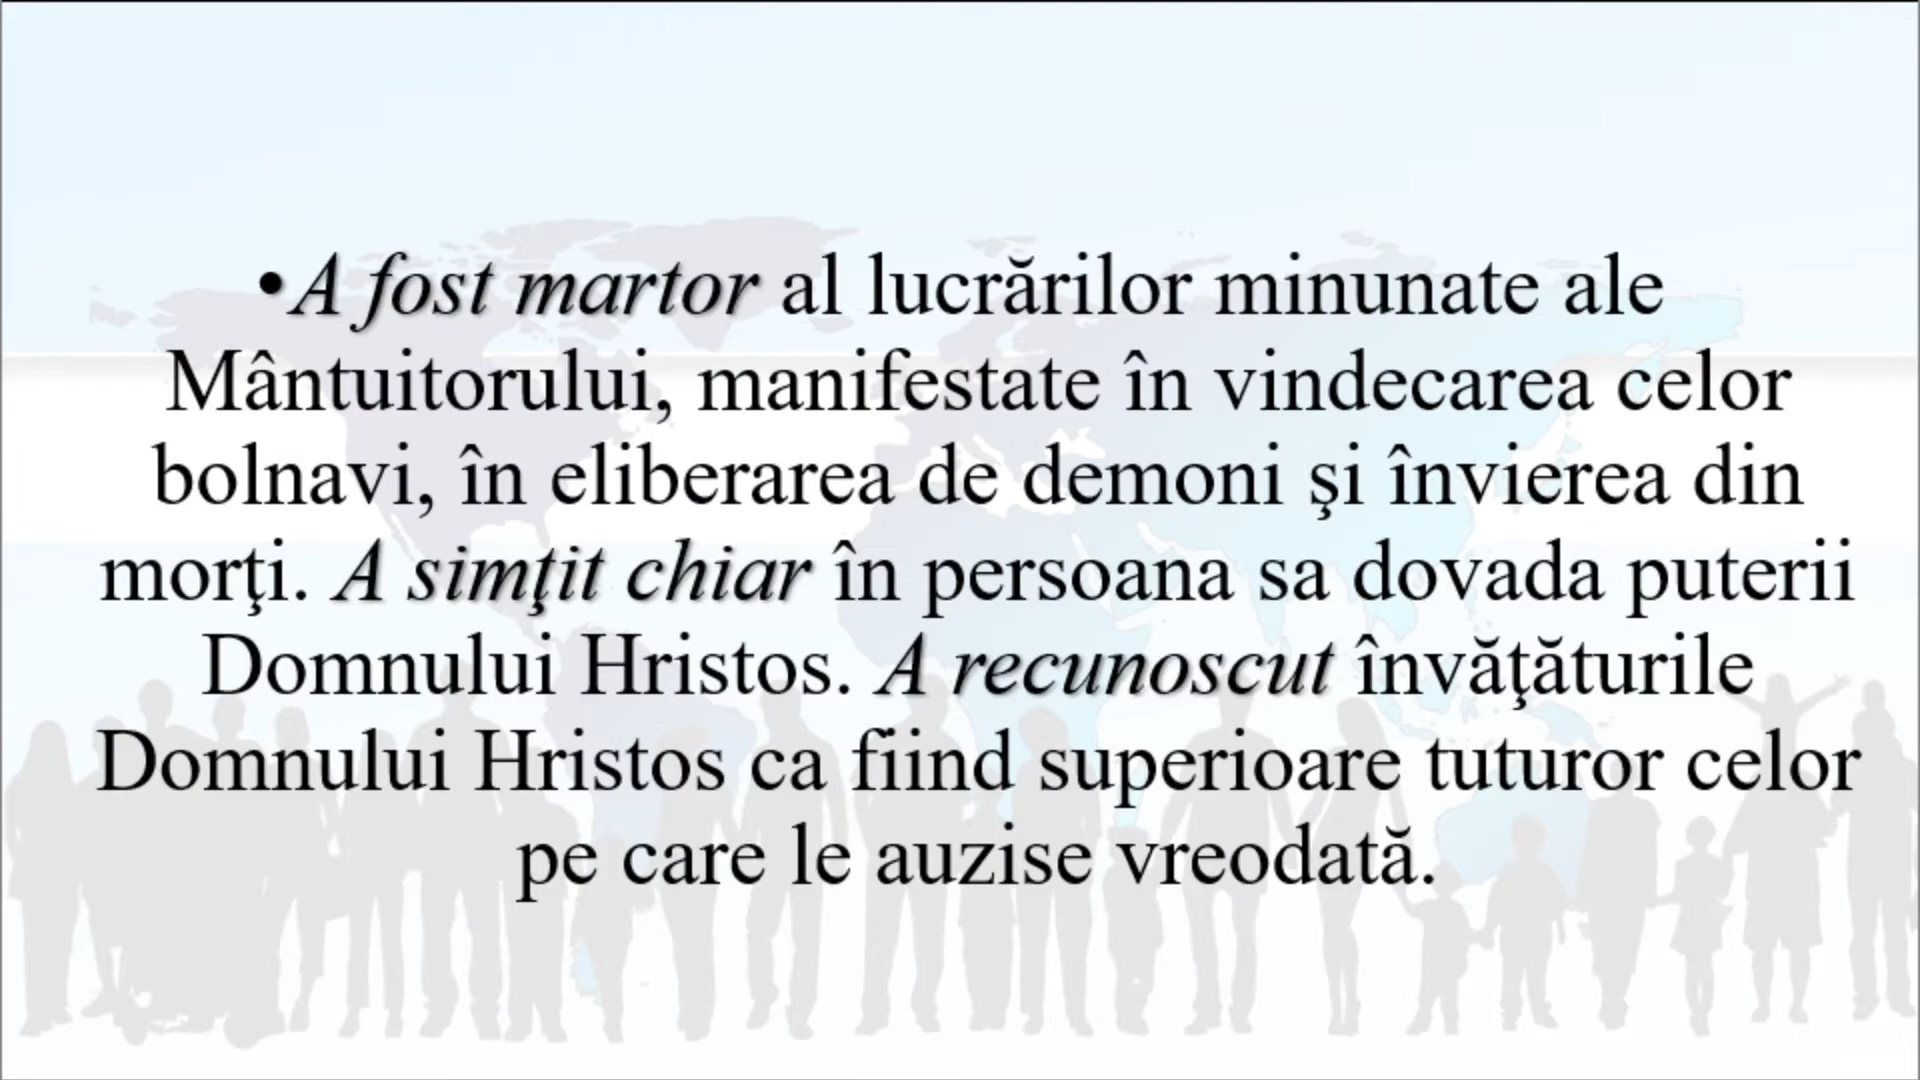 •A fost martor al lucrărilor minunate ale
Mântuitorului, manifestate în vindecarea celor
bolnavi, în eliberarea de demoni şi învierea din
morţi. A simţit chiar în persoana sa dovada puterii
Domnului Hristos. A recunoscut învăţăturile
Domnului Hristos ca fiind superioare tuturor celor
pe care le auzise vreodată.